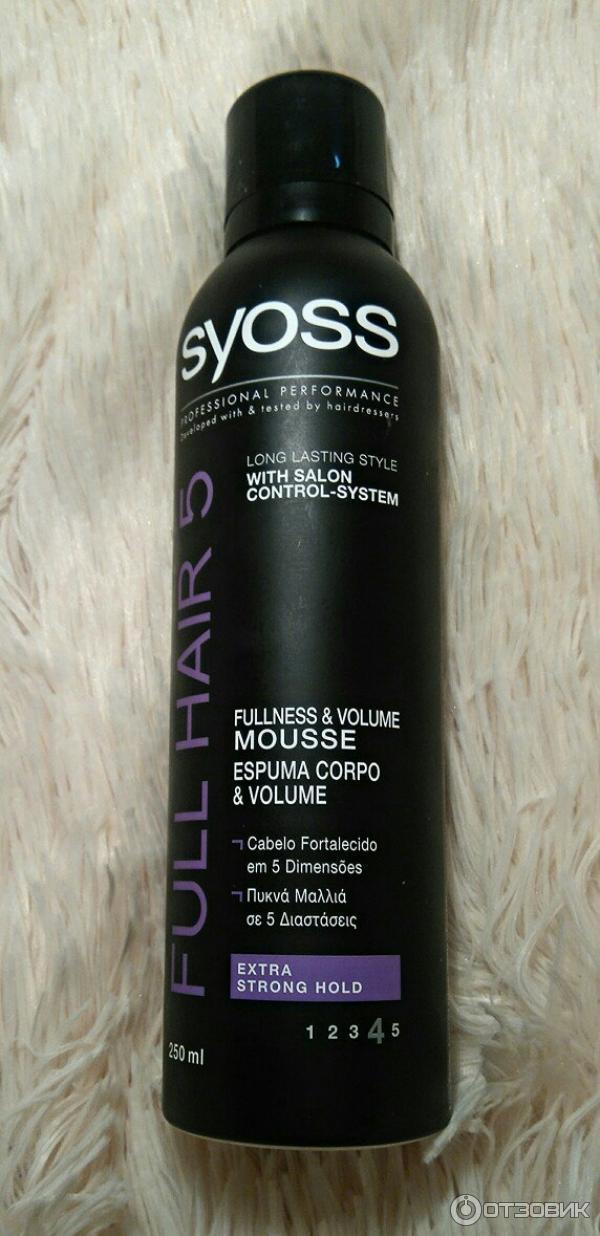 syoss
PROFESSIONAL PERFORMANCE
Developed with & tested by hairdressers
LONG LASTING STYLE
WITH SALON
CONTROL-SYSTEM
FULL HAIR 5
FULLNESS & VOLUME
MOUSSE
ESPUMA CORPO
& VOLUME
Cabelo Fortalecido
em 5 Dimensões
Πυκνά Μαλλιά
σε 5 Διαστάσεις
EXTRA
STRONG HOLD
1 2 3 4 5
250 ml
ОТЗОВИК